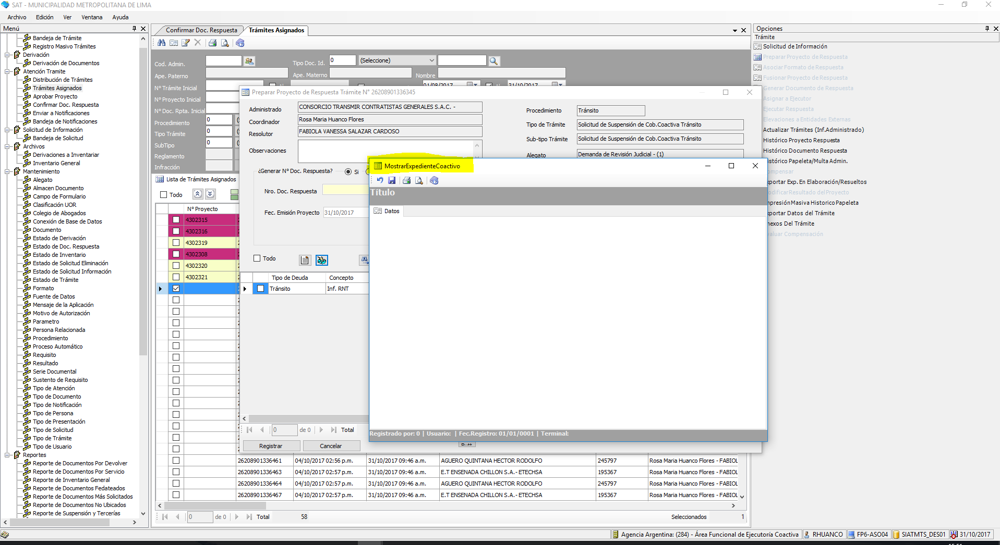 SAT - MUNICIPALIDAD METROPOLITANA DE LIMA
Archivo Edición Ver Ventana Ayuda
Menú
Bandeja de Trámite
Registro Masivo Trámites
Derivación
Derivación de Documentos
Atención Tramite
Distribución de Trámites
Trámites Asignados
Aprobar Proyecto
Confirmar Doc. Respuesta
Enviar a Notificaciones
Bandeja de Notificaciones
Solicitud de Información
Bandeja de Solicitud
Archivos
Derivaciones a Inventariar
Inventario General
Mantenimiento
Alegato
Almacen Documento
Campo de Formulario
Clasificación UOR
Colegio de Abogados
Conexión de Base de Datos
Documento
Estado de Derivación
Estado de Doc. Respuesta
Estado de Inventario
Estado de Solicitud Eliminación
Estado de Solicitud Información
Estado de Trámite
Formato
Fuente de Datos
Mensaje de la Aplicación
Motivo de Autorización
Parametro
Persona Relacionada
Procedimiento
Proceso Automático
Requisito
Resultado
Serie Documental
Sustento de Requisito
Tipo de Atención
Tipo de Documento
Tipo de Notificación
Tipo de Persona
Tipo de Presentación
Tipo de Solicitud
Tipo de Trámite
Tipo de Usuario
Reportes
Reporte de Documentos Por Devolver
Reporte de Documentos Por Servicio
Reporte de Inventario General
Reporte de Documentos Fedateados
Reporte de Documentos Más Solicitados
Reporte de Documentos No Ubicados
Reporte de Suspensión y Tercerías
Confirmar Doc. Respuesta Trámites Asignados
Cod. Admin. Tipo Doc. Id. 0 (Seleccione)
Ape. Paterno Ape. Materno Nombre
N° Trámite Inicial 01/08/2017 31/10/2017
N° Proyecto Inicial
N° Doc. Rpta. Inicial
Procedimiento 0
Tipo Trámite 0
SubTipo 0
Reglamento
Infracción
Lista de Trámites Asignados
Todo
N° Proyecto
4302315
4302316
4302319
4302308
4302320
4302321
Preparar Proyecto de Respuesta Trámite N° 26208901336345
Administrado CONSORCIO TRANSMIR CONTRATISTAS GENERALES S.A.C. -
Coordinador Rosa Maria Huanco Flores
Resolutor FABIOLA VANESSA SALAZAR CARDOSO
Observaciones
Procedimiento Tránsito
Tipo de Trámite Solicitud de Suspensión de Cob.Coactiva Tránsito
Sub-tipo Trámite Solicitud de Suspensión de Cob.Coactiva Tránsito
Alegato Demanda de Revisión Judicial - (1)
¿Generar N° Doc. Respuesta? Si
Nro. Doc. Respuesta
Fec. Emisión Proyecto 31/10/2017
Todo
Tipo de Deuda Concepto
Tránsito Inf. RNT
0 de 0 Total
Registrar Cancelar
MostrarExpedienteCoactivo
Título
Datos
Registrado por: 0 | Usuario: | Fec.Registro: 01/01/0001 | Terminal:
26208901336461 04/10/2017 02:56 p.m. 31/10/2017 09:46 a.m. AGUERO QUINTANA HECTOR RODOLFO 245797 Rosa Maria Huanco Flores - FABIOL
26208901336463 04/10/2017 02:57 p.m. 31/10/2017 09:46 a.m. E.T ENSENADA CHILLON S.A.- ETECHSA 195367 Rosa Maria Huanco Flores - FABIOL
26208901336464 04/10/2017 02:57 p.m. 31/10/2017 09:46 a.m. AGUERO QUINTANA HECTOR RODOLFO 245797 Rosa Maria Huanco Flores - FABIOL
26208901336467 04/10/2017 02:57 p.m. 31/10/2017 09:46 a.m. E.T ENSENADA CHILLON S.A.- ETECHSA 195367 Rosa Maria Huanco Flores - FABIOL
0 de 0 Total 58 Seleccionados 1
Opciones
Trámite
Solicitud de Información
Preparar Proyecto de Respuesta
Asociar Formato de Respuesta
Fusionar Proyecto de Respuesta
Generar Documento de Respuesta
Asignar a Ejecutor
Ejecutar Respuesta
Elevaciones a Entidades Externas
Actualizar Trámites (Inf.Administrado)
Histórico Proyecto Respuesta
Histórico Documento Respuesta
istórico Papeleta/Multa Admin.
ompensar
xportar Exp. En Elaboración/Resueltos
odificar Resultado del Proyecto
mpresión Masiva Historico Papeleta
xportar Datos del Trámite
nexos Del Trámite
valuar Compensación
Agencia Argentina: (284) - Área Funcional de Ejecutoría Coactiva RHUANCO FP6-ASO04 SIATMTS_DES01 31/10/2017